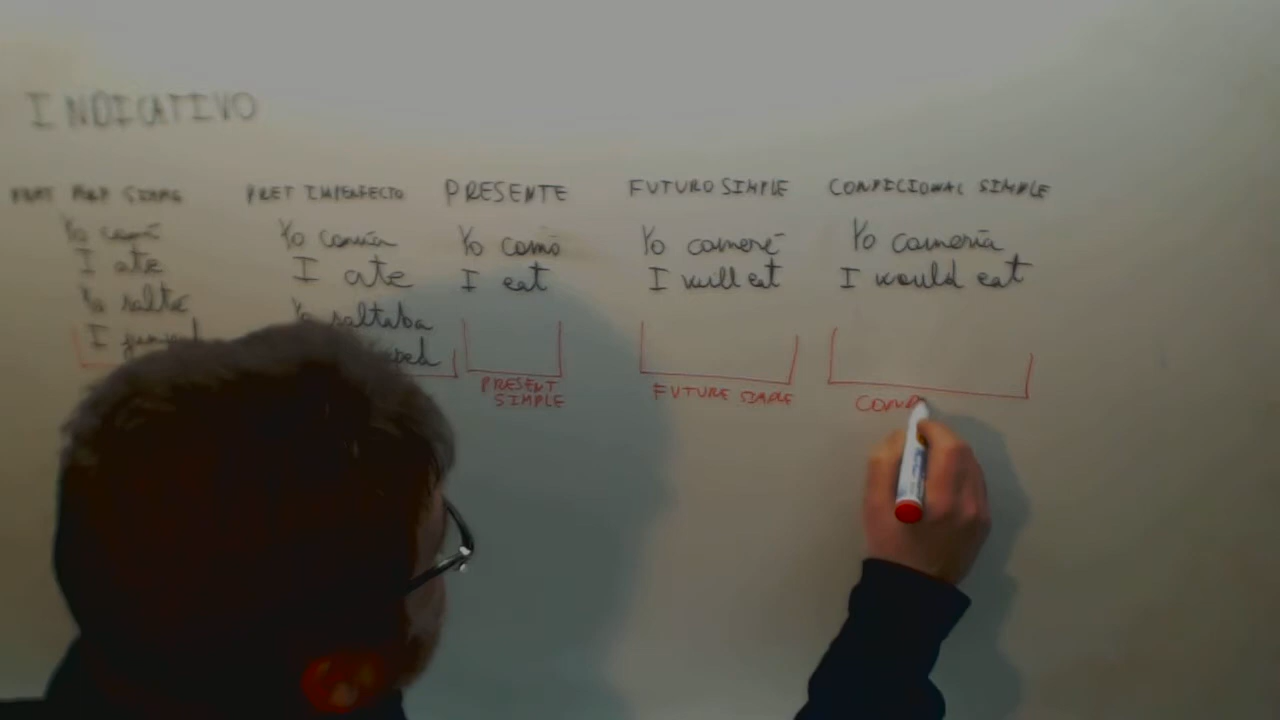 INDICATIVO
PRET IMPERFECTO
PRESENTE
FUTURO SIMPLE
CONDICIONAL SIMPLE
Yo comí
I ate
Yo salté
I
Yo comía
I ate
Yo saltaba
Yo como
I eat
Yo comeré
I will eat
Yo comería
I would eat
PRESENT
SIMPLE
FUTURE SIMPLE